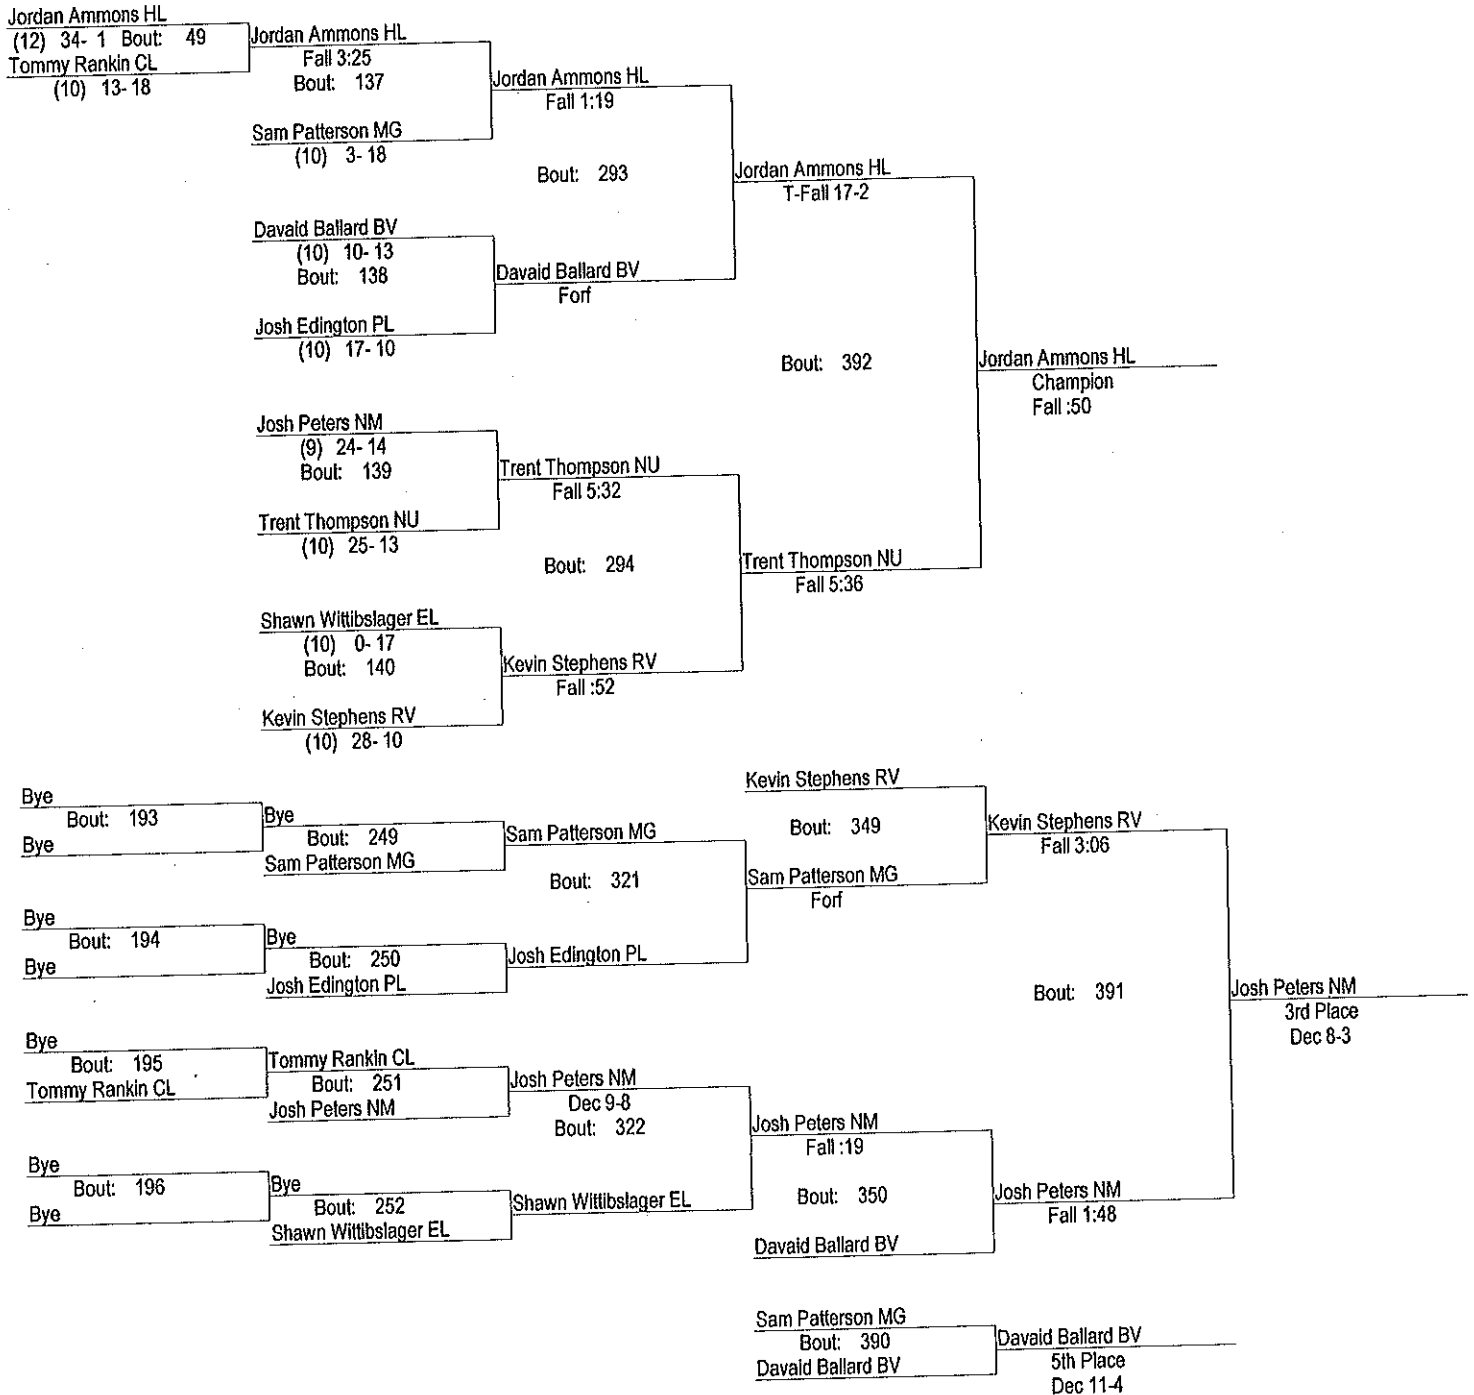 Jordan Ammons HL
(12) 34- 1 Bout: 49
Tommy Rankin CL
(10) 13- 18
Jordan Ammons HL
Fall 3:25
Bout: 137
Sam Patterson MG
(10) 3- 18
Jordan Ammons HL
Fall 1:19
Bout: 293
Davaid Ballard BV
(10) 10- 13
Bout: 138
Josh Edington PL
(10) 17- 10
Davaid Ballard BV
Forf
Jordan Ammons HL
T-Fall 17-2
Bout: 392
Jordan Ammons HL
Champion
Fall :50
Josh Peters NM
(9) 24- 14
Bout: 139
Trent Thompson NU
(10) 25- 13
Trent Thompson NU
Fall 5:32
Bout: 294
Trent Thompson NU
Fall 5:36
Shawn Wittibslager EL
(10) 0- 17
Bout: 140
Kevin Stephens RV
(10) 28- 10
Kevin Stephens RV
Fall :52
Bye
Bout: 193
Bye
Bye
Bout: 249
Sam Patterson MG
Sam Patterson MG
Bout: 321
Bye
Bout: 194
Bye
Bye
Bout: 250
Josh Edington PL
Josh Edington PL
Kevin Stephens RV
Bout: 349
Sam Patterson MG
Forf
Kevin Stephens RV
Fall 3:06
Bout: 391
Josh Peters NM
3rd Place
Dec 8-3
Bye
Bout: 195
Tommy Rankin CL
Tommy Rankin CL
Bout: 251
Josh Peters NM
Josh Peters NM
Dec 9-8
Bout: 322
Bye
Bout: 196
Bye
Bye
Bout: 252
Shawn Wittibslager EL
Shawn Wittibslager EL
Josh Peters NM
Fall :19
Bout: 350
Davaid Ballard BV
Josh Peters NM
Fall 1:48
Sam Patterson MG
Bout: 390
Davaid Ballard BV
Davaid Ballard BV
5th Place
Dec 11-4